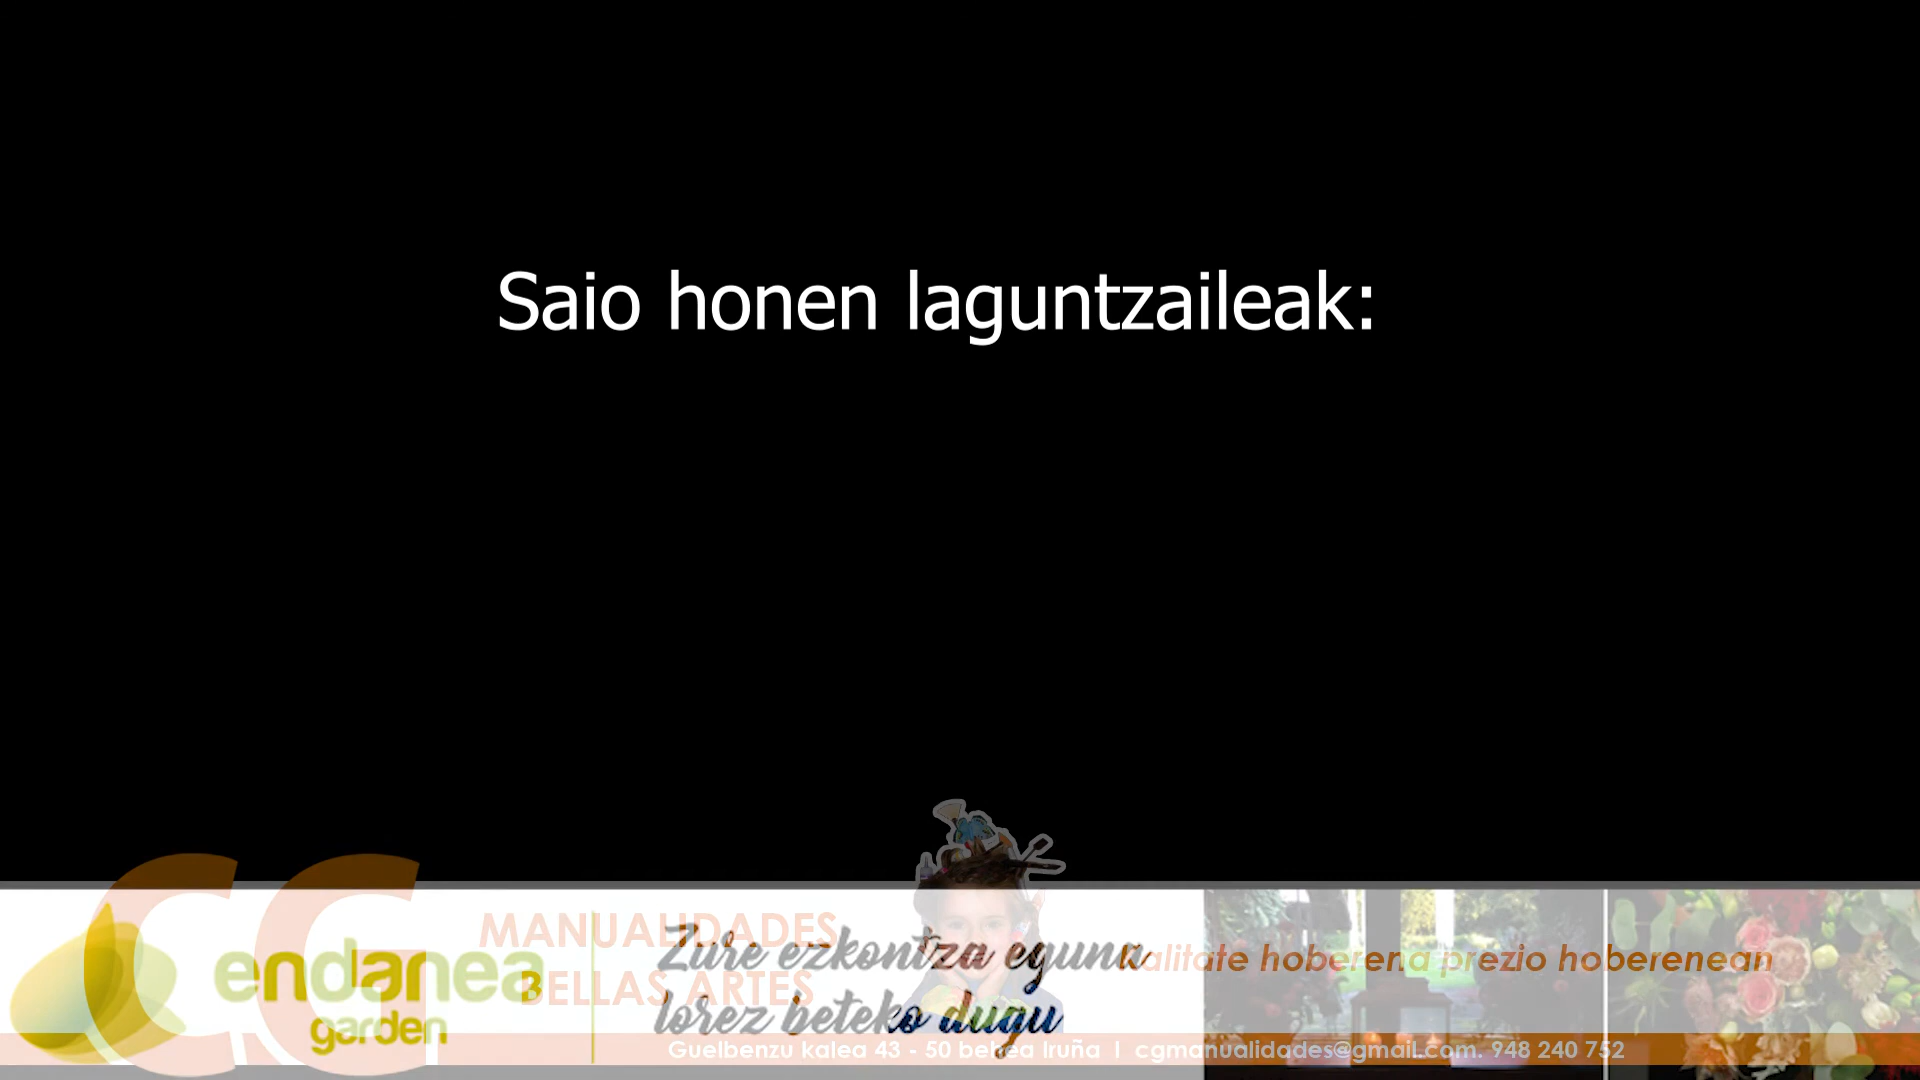 Saio honen laguntzaileak:
CG
MANUALIDADES
BELLAS ARTES
Kalitate hoberena prezio hoberenean
Guelbenzu kalea 43 - 50 behea Iruña I cgmanualidades@gmail.com. 948 240 752
endanea
garden
Zure ezkontza eguna
lorez beteko dugu